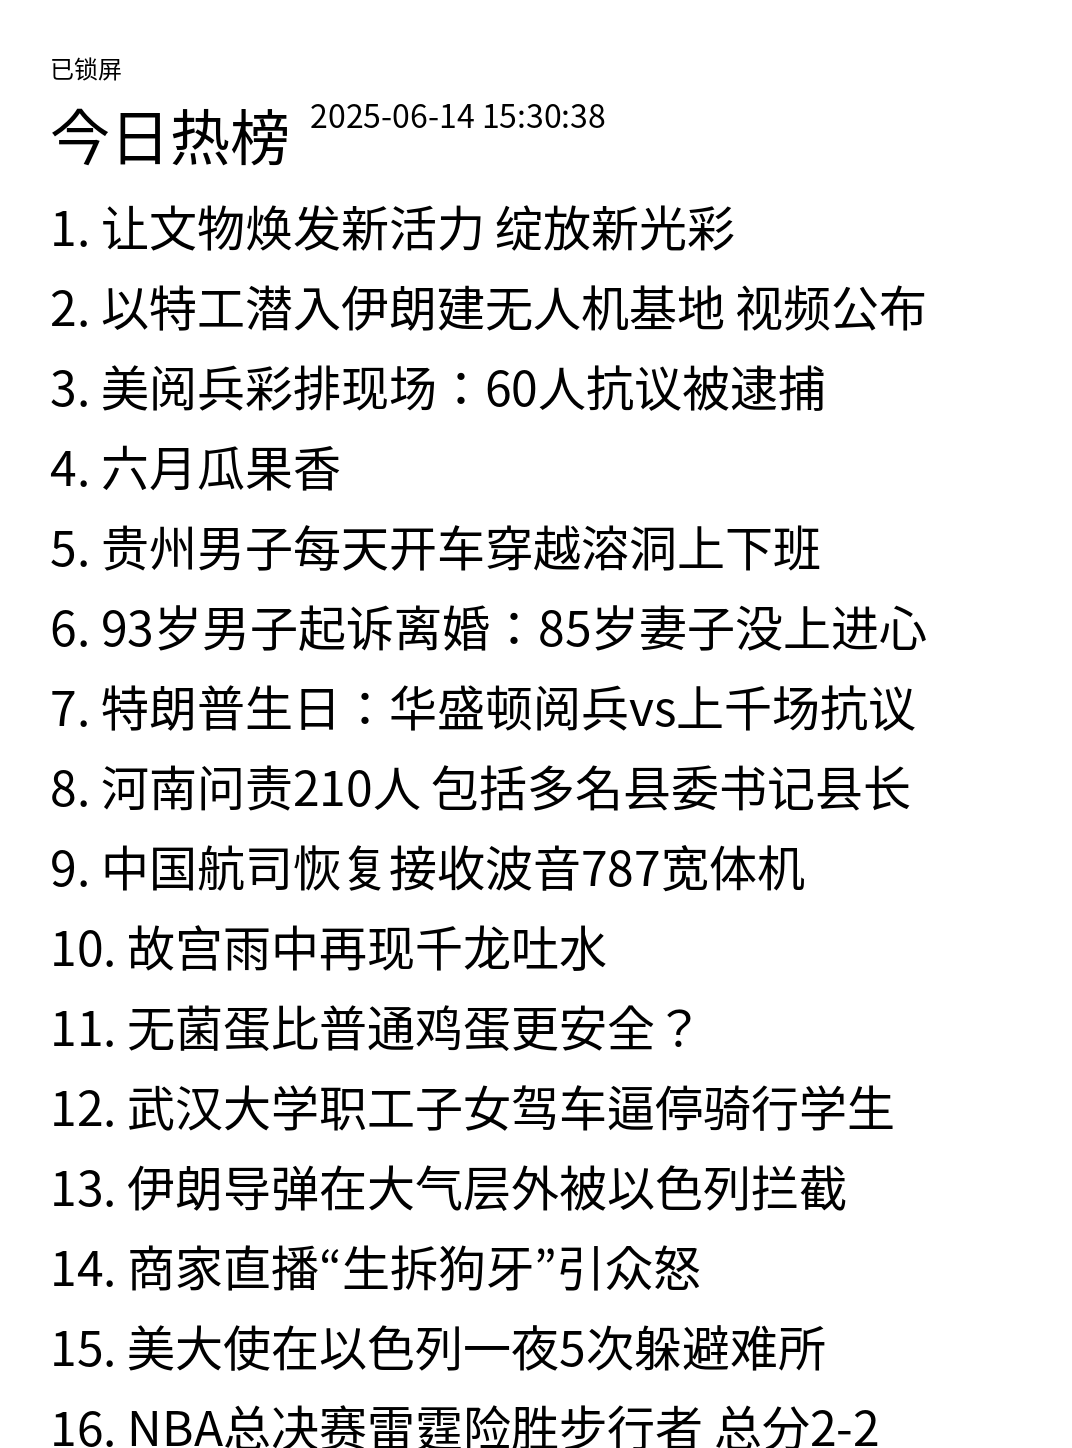 已锁屏
今日热榜 2025-06-14 15:30:38
1. 让文物焕发新活力 绽放新光彩
2. 以特工潜入伊朗建无人机基地 视频公布
3. 美阅兵彩排现场：60人抗议被逮捕
4. 六月瓜果香
5. 贵州男子每天开车穿越溶洞上下班
6. 93岁男子起诉离婚：85岁妻子没上进心
7. 特朗普生日：华盛顿阅兵vs上千场抗议
8. 河南问责210人 包括多名县委书记县长
9. 中国航司恢复接收波音787宽体机
10. 故宫雨中再现千龙吐水
11. 无菌蛋比普通鸡蛋更安全？
12. 武汉大学职工子女驾车逼停骑行学生
13. 伊朗导弹在大气层外被以色列拦截
14. 商家直播“生拆狗牙”引众怒
15. 美大使在以色列一夜5次躲避难所
16. NBA总决赛雷霆险胜步行者 总分2-2